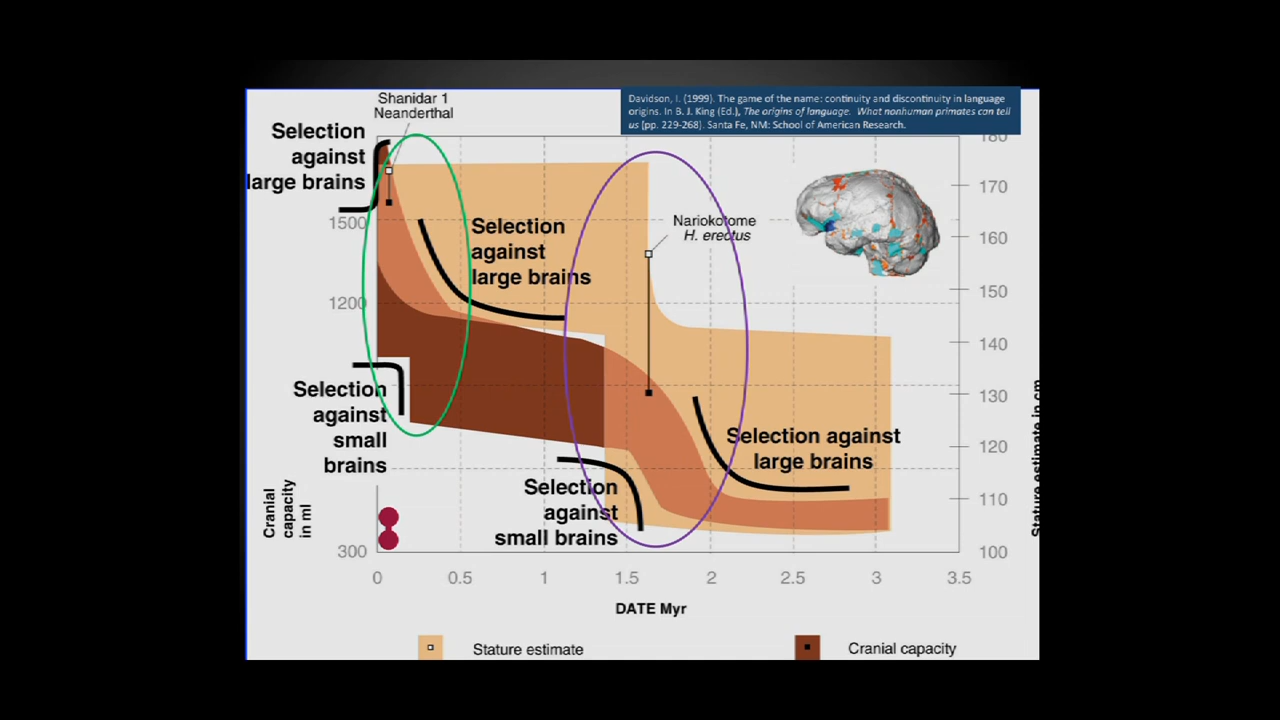 Shanidar 1
Neanderthal
Davidson, I. (1999). The game of the name: continuity and discontinuity in language
origins. In B. J. King (Ed.), The origins of language. What nonhuman primates can tell
us (pp. 229-268). Santa Fe, NM: School of American Research.
Selection
against
large brains
180
170
160
150
140
130
120
110
100
1500
1200
300
Nariokotome
H. erectus
Selection
against
large brains
Selection
against
small
brains
Selection against
large brains
Selection
against
small brains
Cranial
capacity
in ml
Stature estimate in cm
0
0.5
1
1.5
2
2.5
3
3.5
DATE Myr
Stature estimate
Cranial capacity